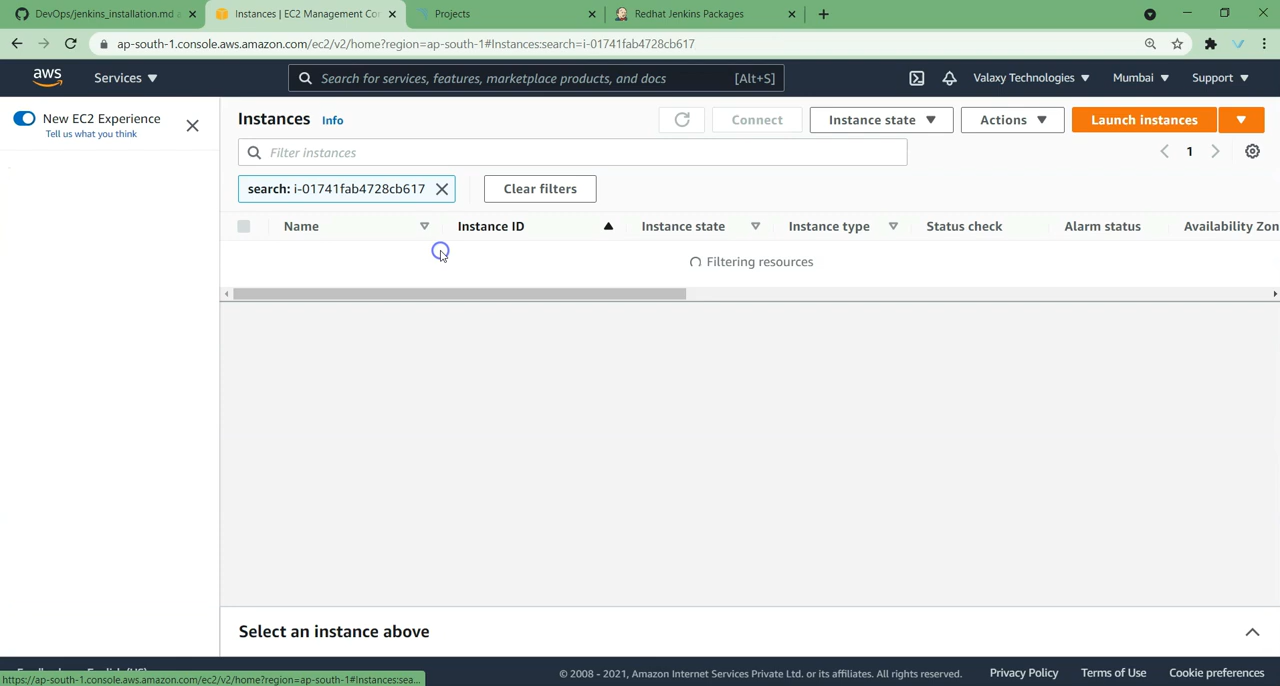 DevOps/jenkins_installation.md a
Instances | EC2 Management Co
Projects
Redhat Jenkins Packages
ap-south-1.console.aws.amazon.com/ec2/v2/home?region=ap-south-1#Instances:search=i-01741fab4728cb617
aws
Services
Search for services, features, marketplace products, and docs
[Alt+S]
Valaxy Technologies
Mumbai
Support
New EC2 Experience
Tell us what you think
Instances
Info
Connect
Instance state
Actions
Launch instances
Filter instances
1
search: i-01741fab4728cb617
Clear filters
Name
Instance ID
Instance state
Instance type
Status check
Alarm status
Availability Zon
Filtering resources
Select an instance above
© 2008 - 2021, Amazon Internet Services Private Ltd. or its affiliates. All rights reserved.
Privacy Policy
Terms of Use
Cookie preferences
https://ap-south-1.console.aws.amazon.com/ec2/v2/home?region=ap-south-1#Instances:sea...